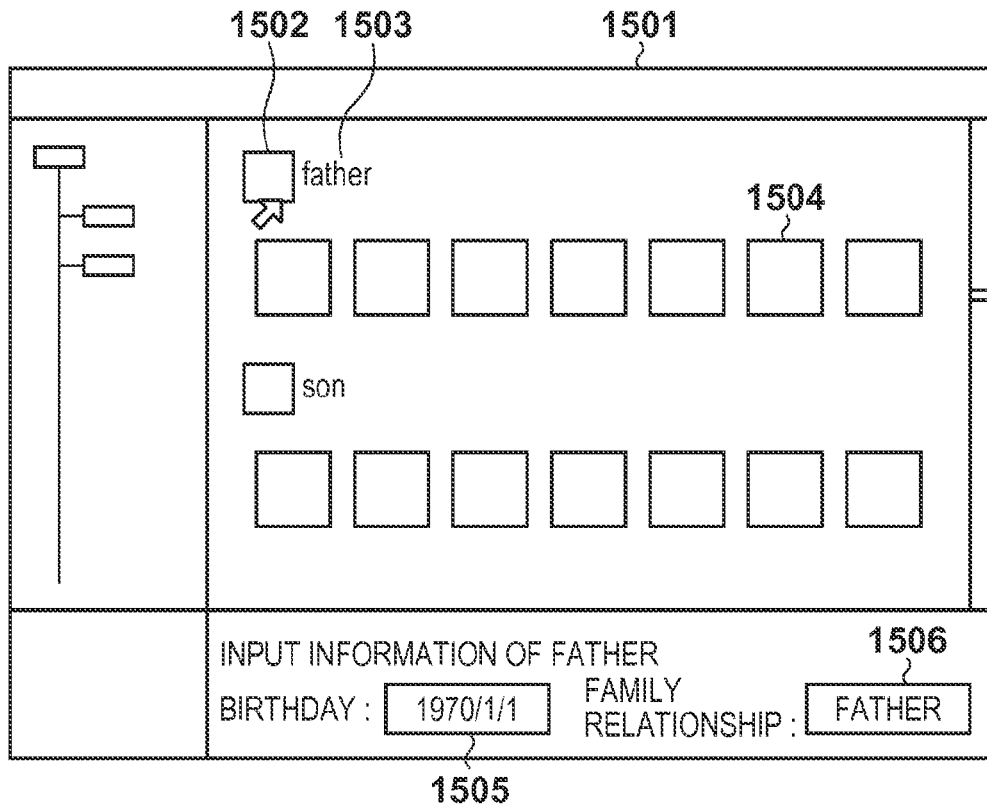 1502 1503 1501
father
1504
son
INPUT INFORMATION OF FATHER
1506
BIRTHDAY : 1970/1/1 FAMILY RELATIONSHIP : FATHER
1505